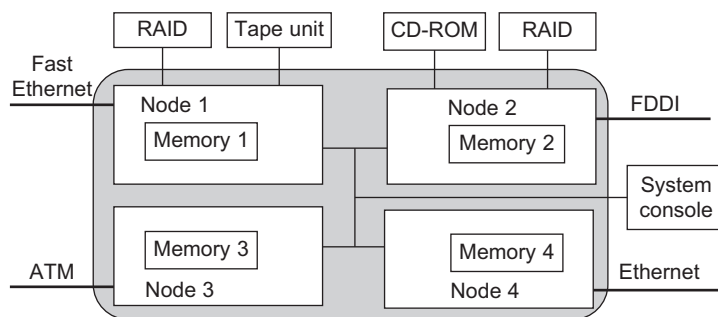 RAID
Tape unit
CD-ROM
RAID
Fast
Ethernet
Node 1
Memory 1
Node 2
Memory 2
FDDI
System
console
Memory 3
Node 3
ATM
Memory 4
Node 4
Ethernet